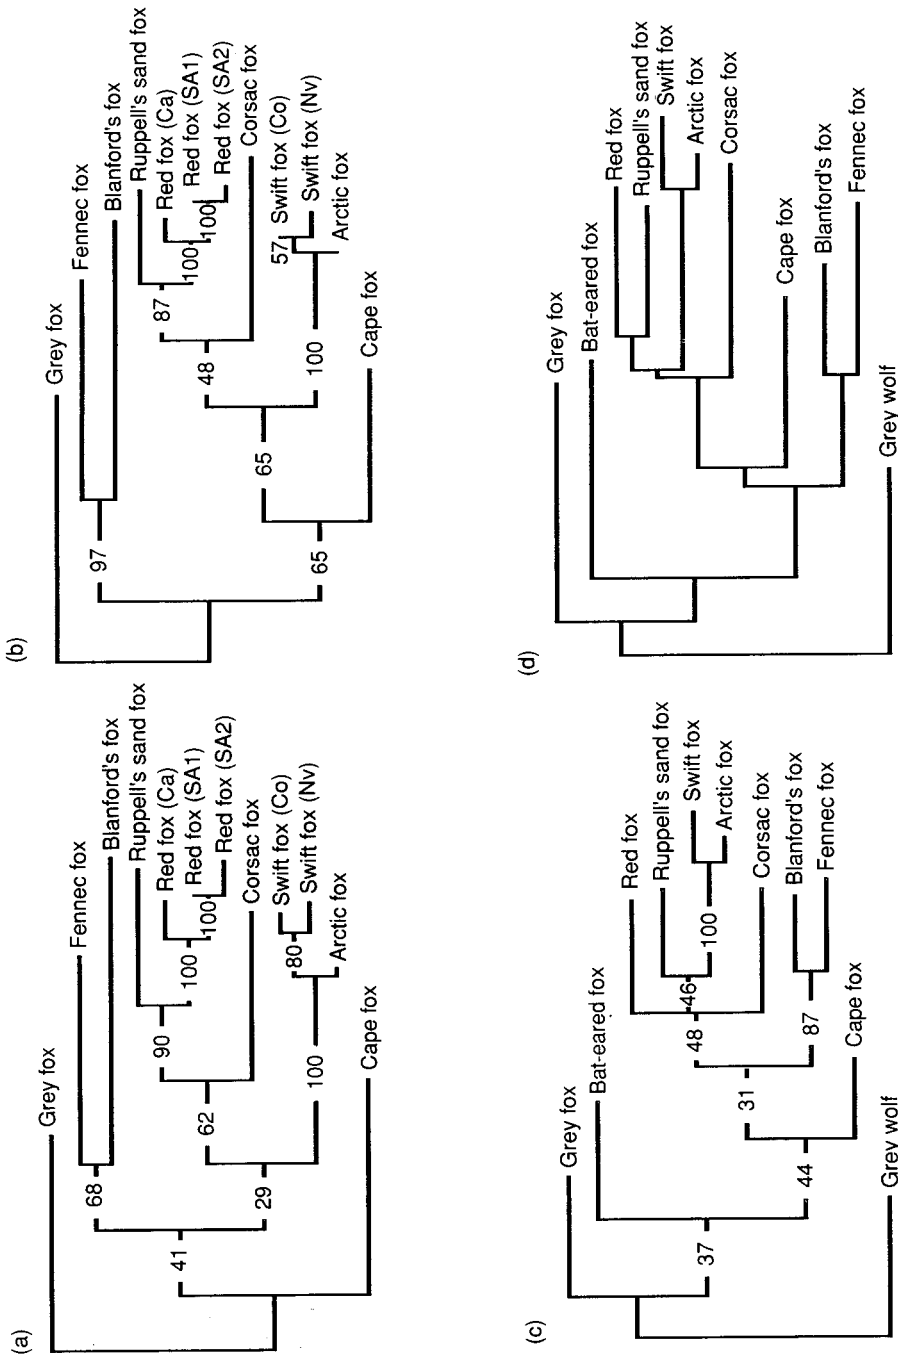 (a)
Grey fox
Fennec fox
Blanford's fox
Ruppell's sand fox
Red fox (Ca)
Red fox (SA1)
Red fox (SA2)
Corsac fox
Swift fox (Co)
Swift fox (Nv)
Arctic fox
Cape fox
68
90
100
100
62
80
100
29
41
(b)
Grey fox
Fennec fox
Blanford's fox
Ruppell's sand fox
Red fox (Ca)
Red fox (SA1)
Red fox (SA2)
Corsac fox
Swift fox (Co)
Swift fox (Nv)
Arctic fox
Cape fox
97
87
100
100
48
57
100
65
65
(c)
Grey fox
Bat-eared fox
Red fox
Ruppell's sand fox
Swift fox
Arctic fox
Corsac fox
Blanford's fox
Fennec fox
Cape fox
Grey wolf
46
100
48
87
31
44
37
(d)
Grey fox
Bat-eared fox
Red fox
Ruppell's sand fox
Swift fox
Arctic fox
Corsac fox
Cape fox
Blanford's fox
Fennec fox
Grey wolf